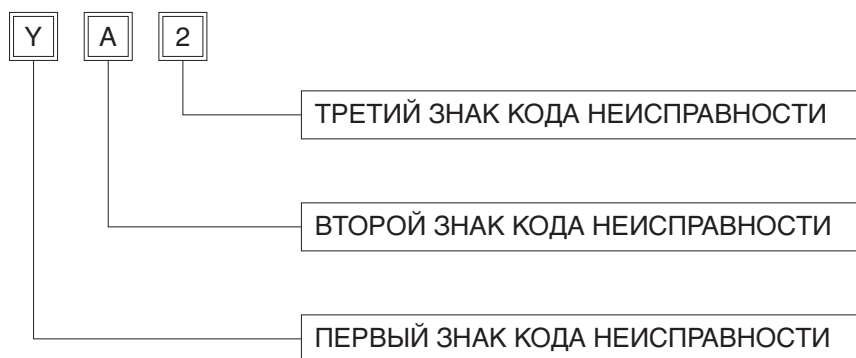 Y A 2
ТРЕТИЙ ЗНАК КОДА НЕИСПРАВНОСТИ
ВТОРОЙ ЗНАК КОДА НЕИСПРАВНОСТИ
ПЕРВЫЙ ЗНАК КОДА НЕИСПРАВНОСТИ